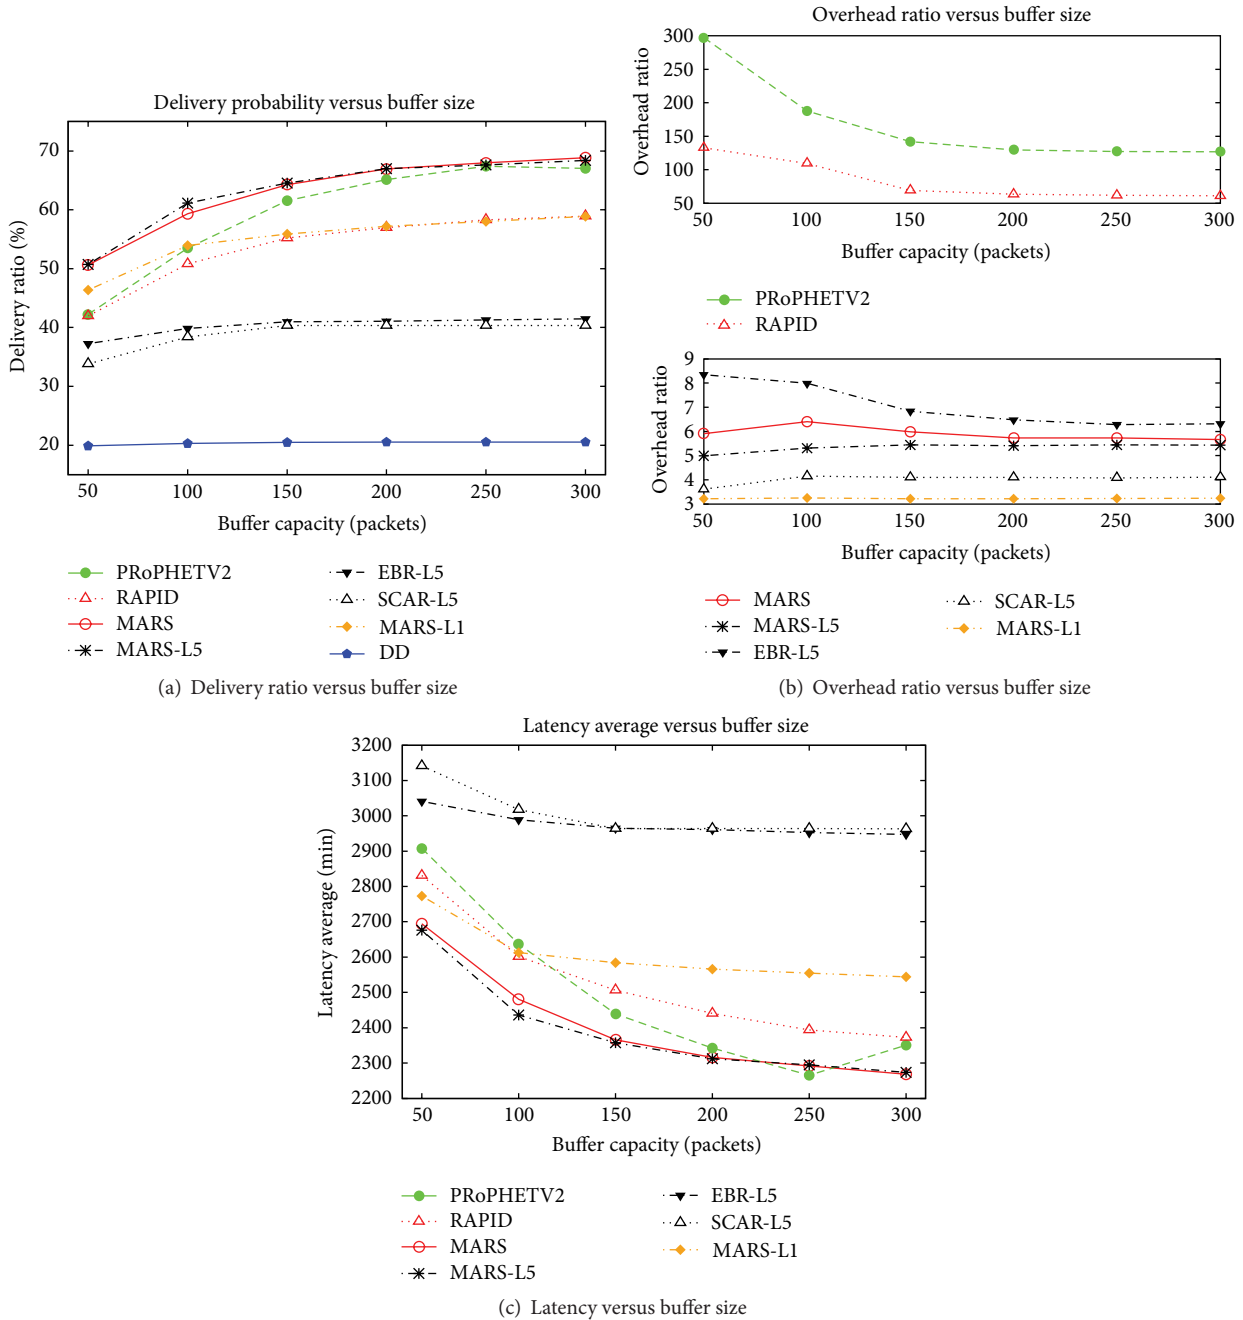 Delivery probability versus buffer size
Delivery ratio (%)
70
60
50
40
30
20
50 100 150 200 250 300
Buffer capacity (packets)
PRoPHETV2
RAPID
MARS
MARS-L5
EBR-L5
SCAR-L5
MARS-L1
DD
(a) Delivery ratio versus buffer size
Overhead ratio versus buffer size
Overhead ratio
300
250
200
150
100
50
50 100 150 200 250 300
Buffer capacity (packets)
PRoPHETV2
RAPID
Overhead ratio
9
8
7
6
5
4
3
50 100 150 200 250 300
Buffer capacity (packets)
MARS
MARS-L5
EBR-L5
SCAR-L5
MARS-L1
(b) Overhead ratio versus buffer size
Latency average versus buffer size
Latency average (min)
3200
3100
3000
2900
2800
2700
2600
2500
2400
2300
2200
50 100 150 200 250 300
Buffer capacity (packets)
PRoPHETV2
RAPID
MARS
MARS-L5
EBR-L5
SCAR-L5
MARS-L1
(c) Latency versus buffer size